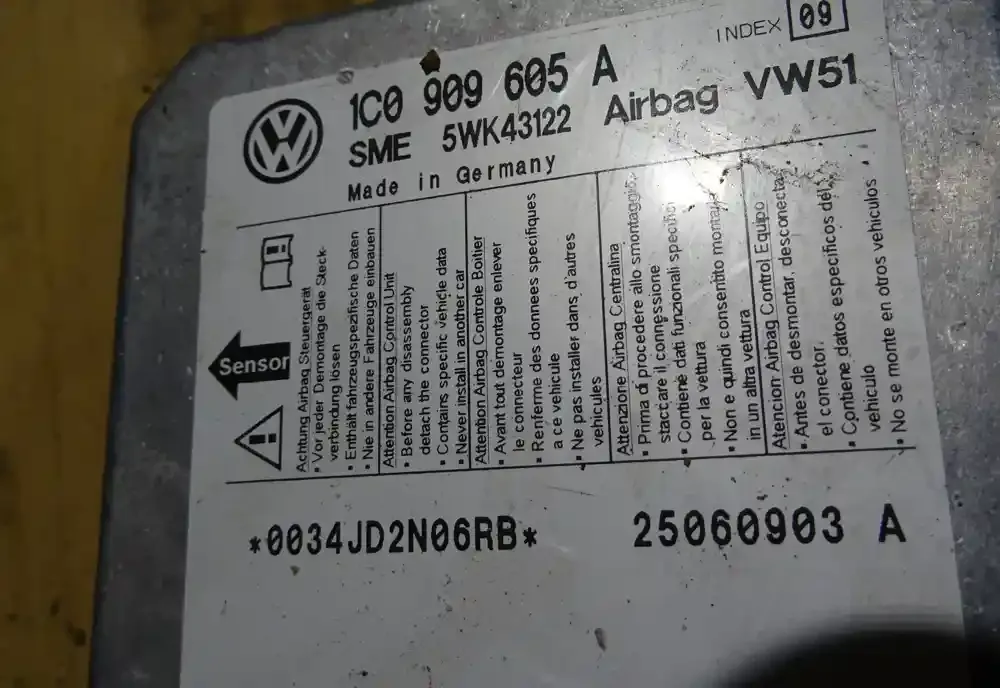 INDEX 09
1C0 909 605 A
SME 5WK43122 Airbag VW51
Made in Germany
Sensor
Achtung Airbag Steuergerät
• Vor jeder Demontage die Steck-
verbindung lösen
• Enthält fahrzeugspezifische Daten
• Nie in andere Fahrzeuge einbauen
Attention Airbag Control Unit
• Before any disassembly
detach the connector
• Contains specific vehicle data
• Never install in another car
Attention Airbag Controle Boitier
• Avant tout démontage enlever
le connecteur
• Renferme des donnees specifiques
a ce vehicule
• Ne pas installer dans d'autres
vehicules
Attenzione Airbag Centralina
• Prima di procedere allo smontaggio,
staccare il connessione
• Contiene dati funzionali specifici
per la vettura
• Non e quindi consentito montarla
in un altra vettura
Atencion Airbag Control Equipo
• Antes de desmontar, desconectar
el conector.
• Contiene datos especificos del
vehiculo
• No se monte en otros vehiculos
*0034JD2N06RB* 25060903 A